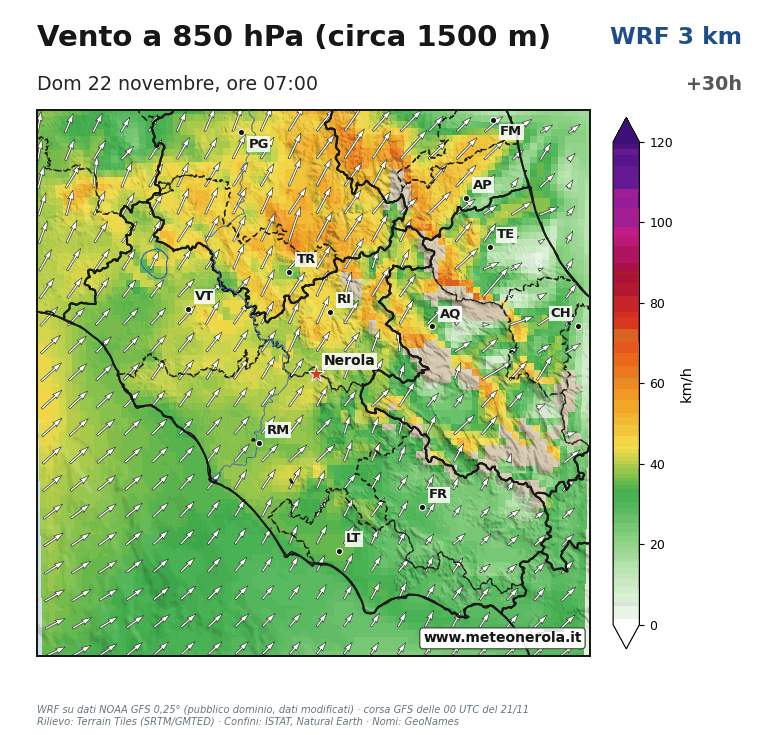 Vento a 850 hPa (circa 1500 m)
WRF 3 km
Dom 22 novembre, ore 07:00
+30h
FM
PG
AP
TE
TR
VT
RI
AQ
CH
Nerola
RM
FR
LT
www.meteonerola.it
120
100
80
60
40
20
0
km/h
WRF su dati NOAA GFS 0,25° (pubblico dominio, dati modificati) · corsa GFS delle 00 UTC del 21/11
Rilievo: Terrain Tiles (SRTM/GMTED) · Confini: ISTAT, Natural Earth · Nomi: GeoNames